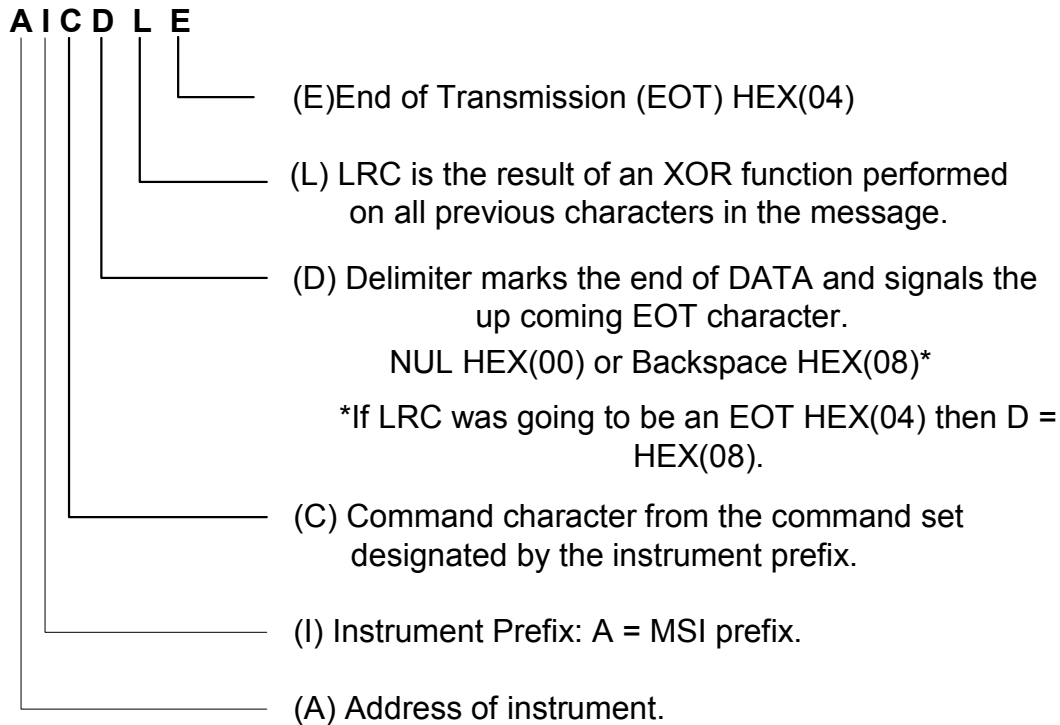 A I C D L E
(E)End of Transmission (EOT) HEX(04)
(L) LRC is the result of an XOR function performed
on all previous characters in the message.
(D) Delimiter marks the end of DATA and signals the
up coming EOT character.
NUL HEX(00) or Backspace HEX(08)*
*If LRC was going to be an EOT HEX(04) then D =
HEX(08).
(C) Command character from the command set
designated by the instrument prefix.
(I) Instrument Prefix: A = MSI prefix.
(A) Address of instrument.